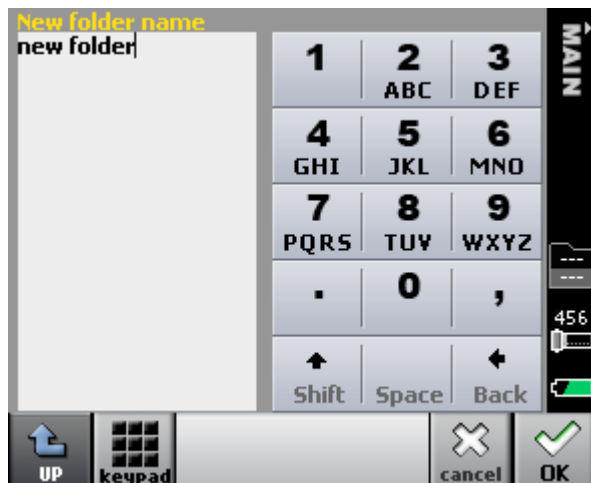 New folder name
new folder
1 2 3
ABC DEF
4 5 6
GHI JKL MNO
7 8 9
PQRS TUV WXYZ
. 0 ,
Shift Space Back
MAIN
---
---
456
UP keypad cancel OK